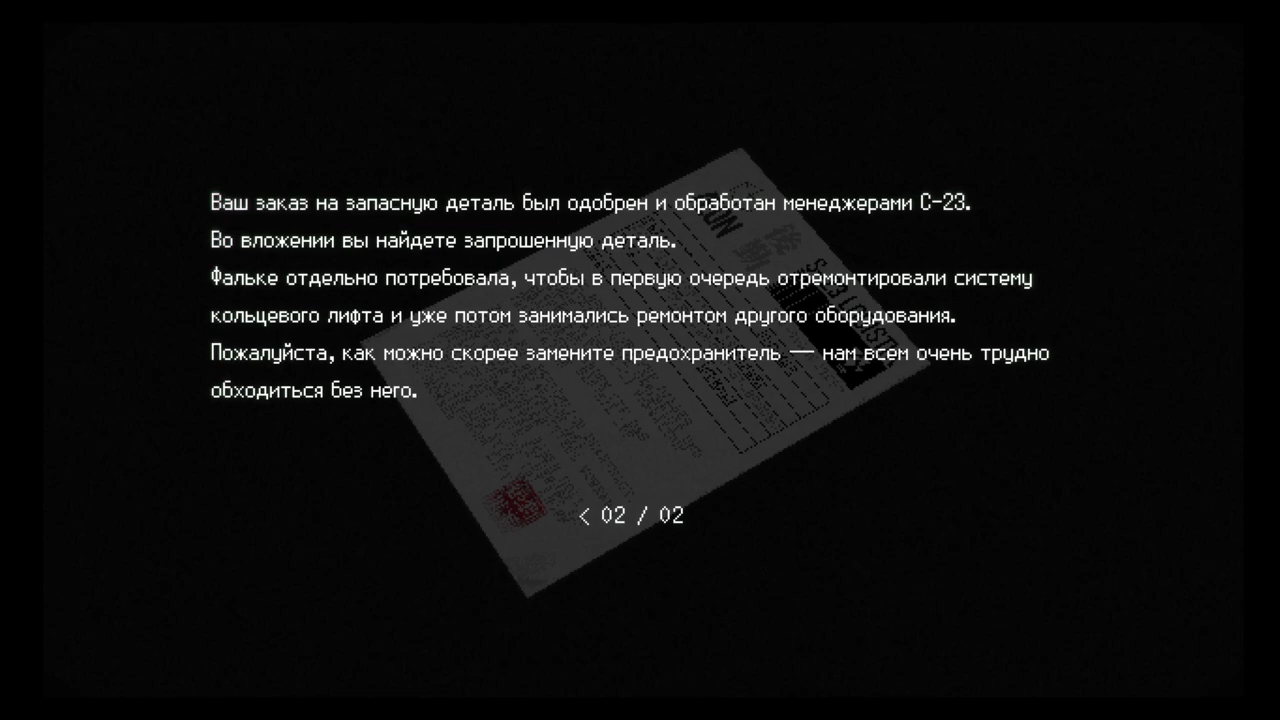 Ваш заказ на запасную деталь был одобрен и обработан менеджерами С-23.
Во вложении вы найдете запрошенную деталь.
Фальке отдельно потребовала, чтобы в первую очередь отремонтировали систему
кольцевого лифта и уже потом занимались ремонтом другого оборудования.
Пожалуйста, как можно скорее замените предохранитель — нам всем очень трудно
обходиться без него.
< 02 / 02